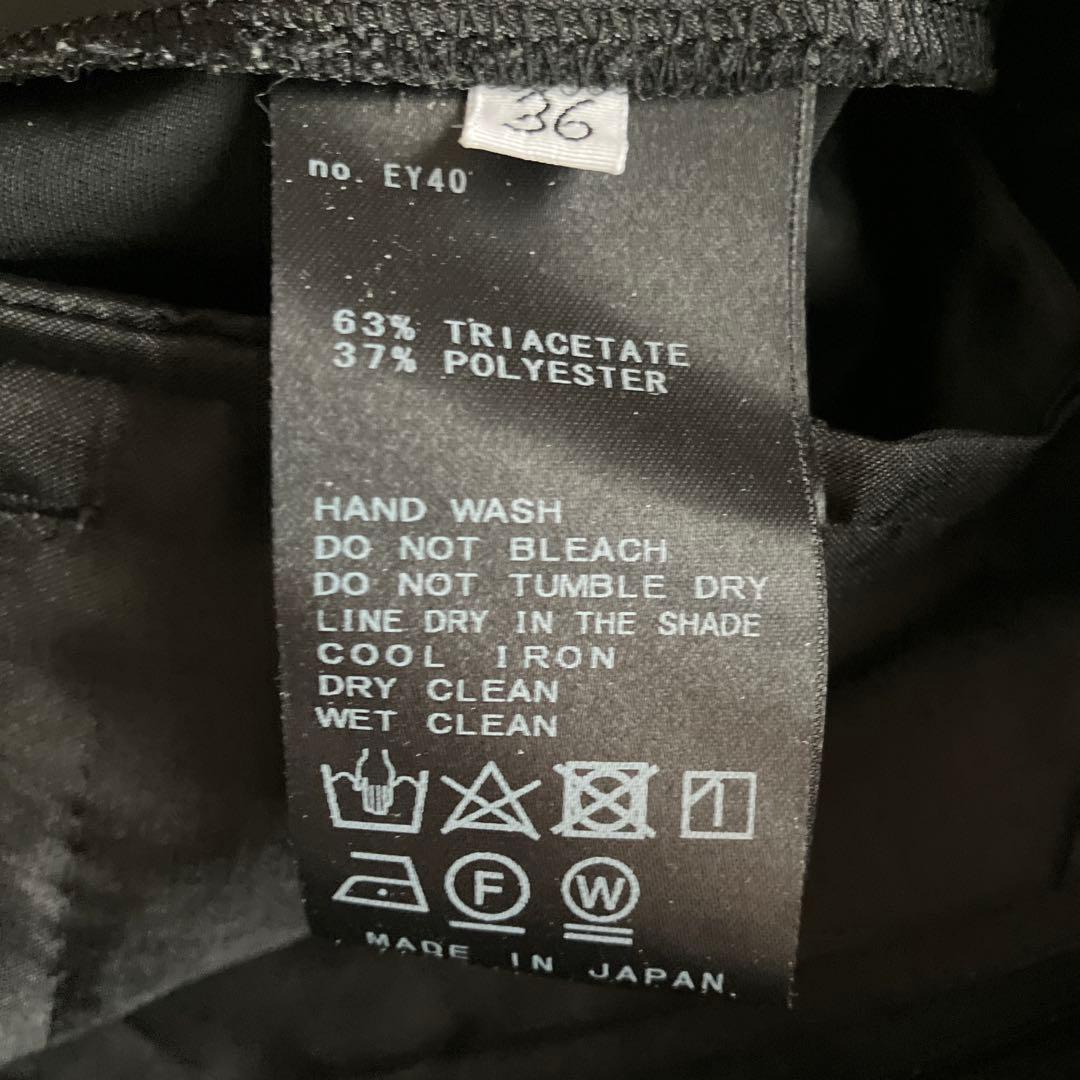 36
no. EY40
63% TRIACETATE
37% POLYESTER
HAND WASH
DO NOT BLEACH
DO NOT TUMBLE DRY
LINE DRY IN THE SHADE
COOL IRON
DRY CLEAN
WET CLEAN
F W
MADE IN JAPAN.